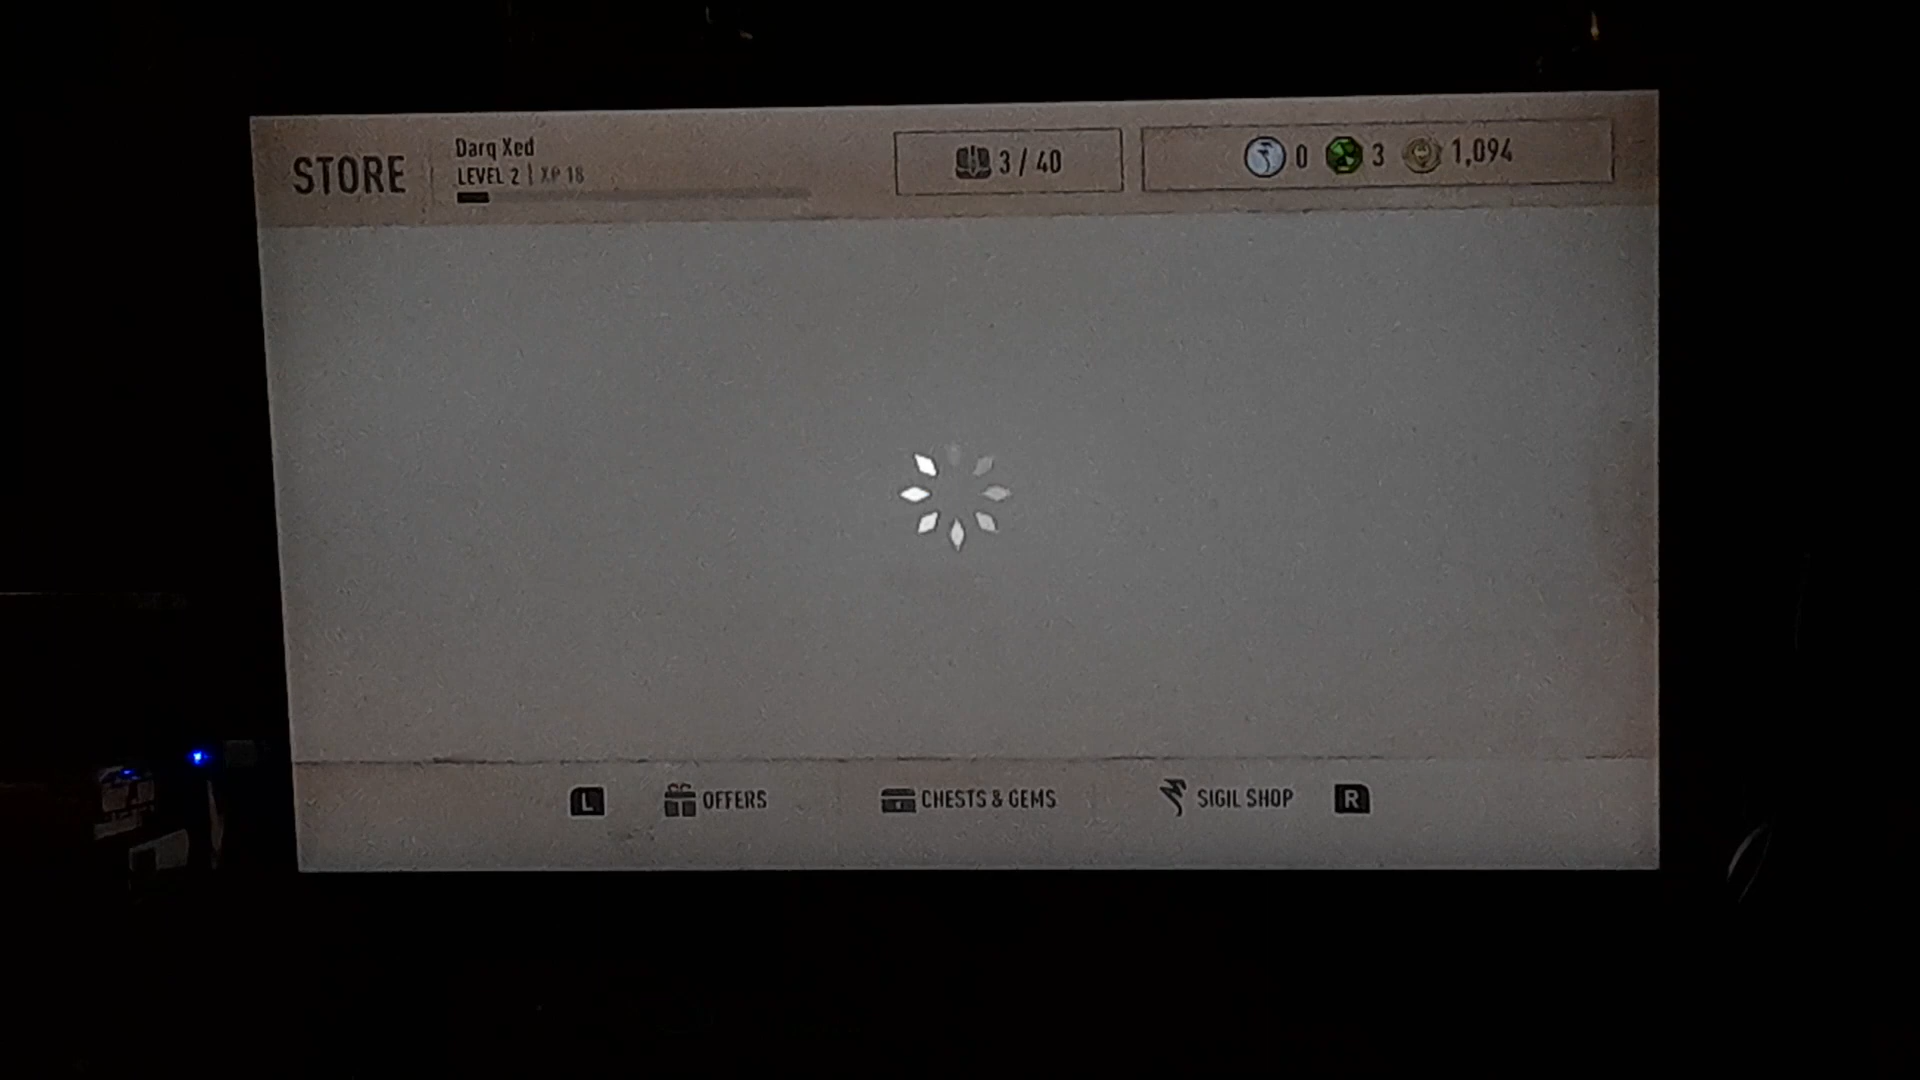 STORE
Darq Xed
LEVEL 2 | XP 18
3 / 40
0 3 1,094
L OFFERS CHESTS & GEMS SIGIL SHOP R